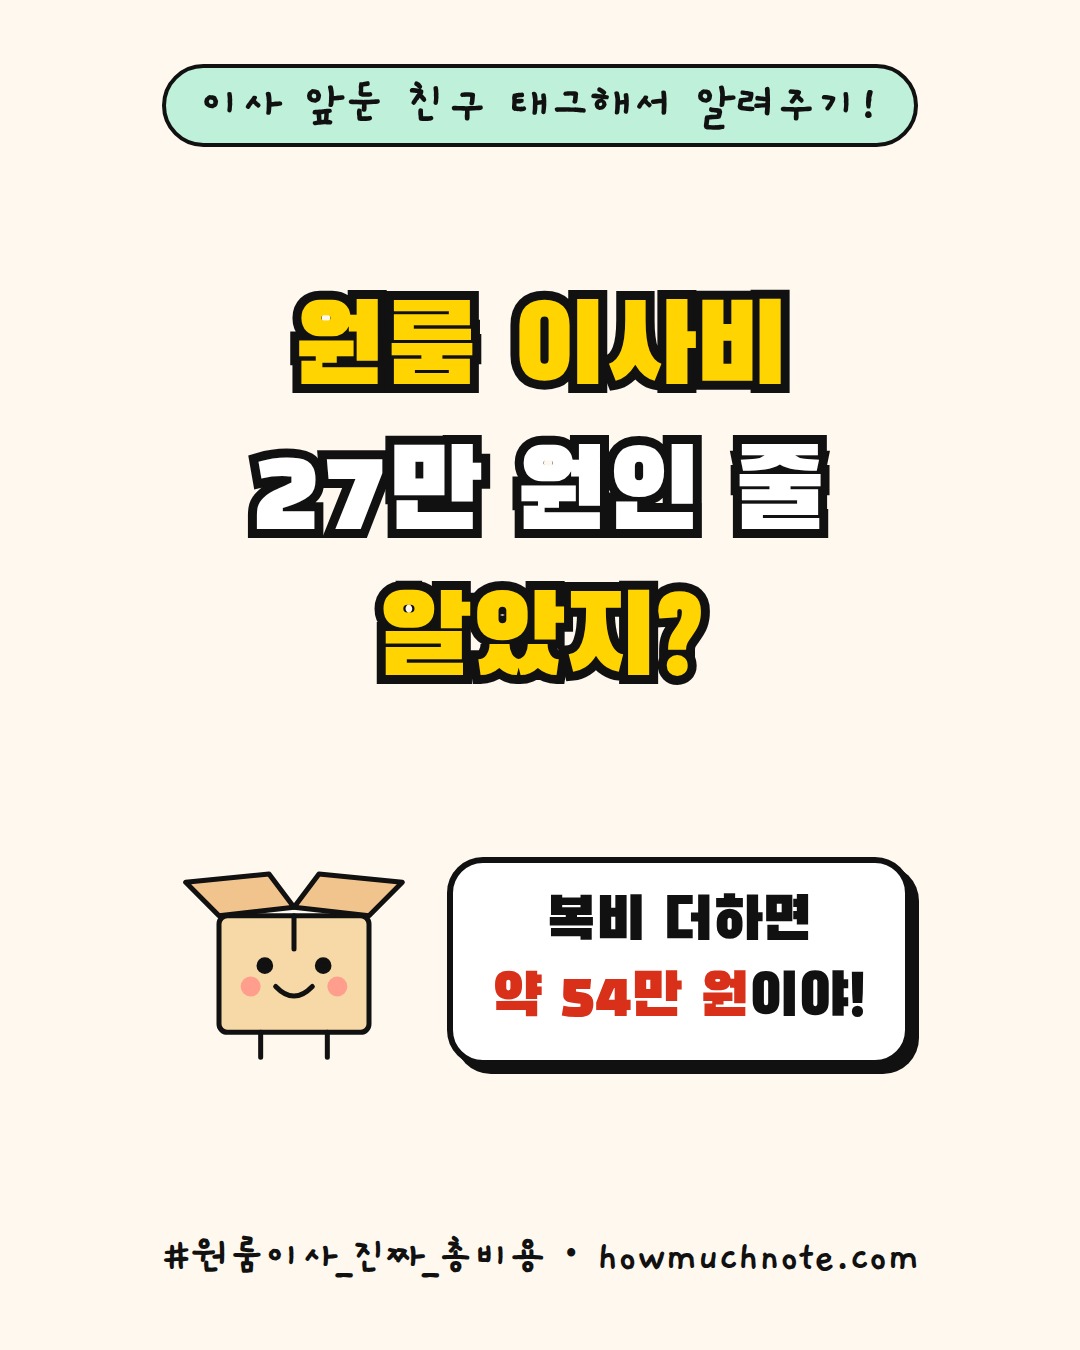 이사 앞둔 친구 태그해서 알려주기!
원룸 이사비
27만 원인 줄
알았지?
복비 더하면
약 54만 원이야!
#원룸이사_진짜_총비용 • howmuchnote.com